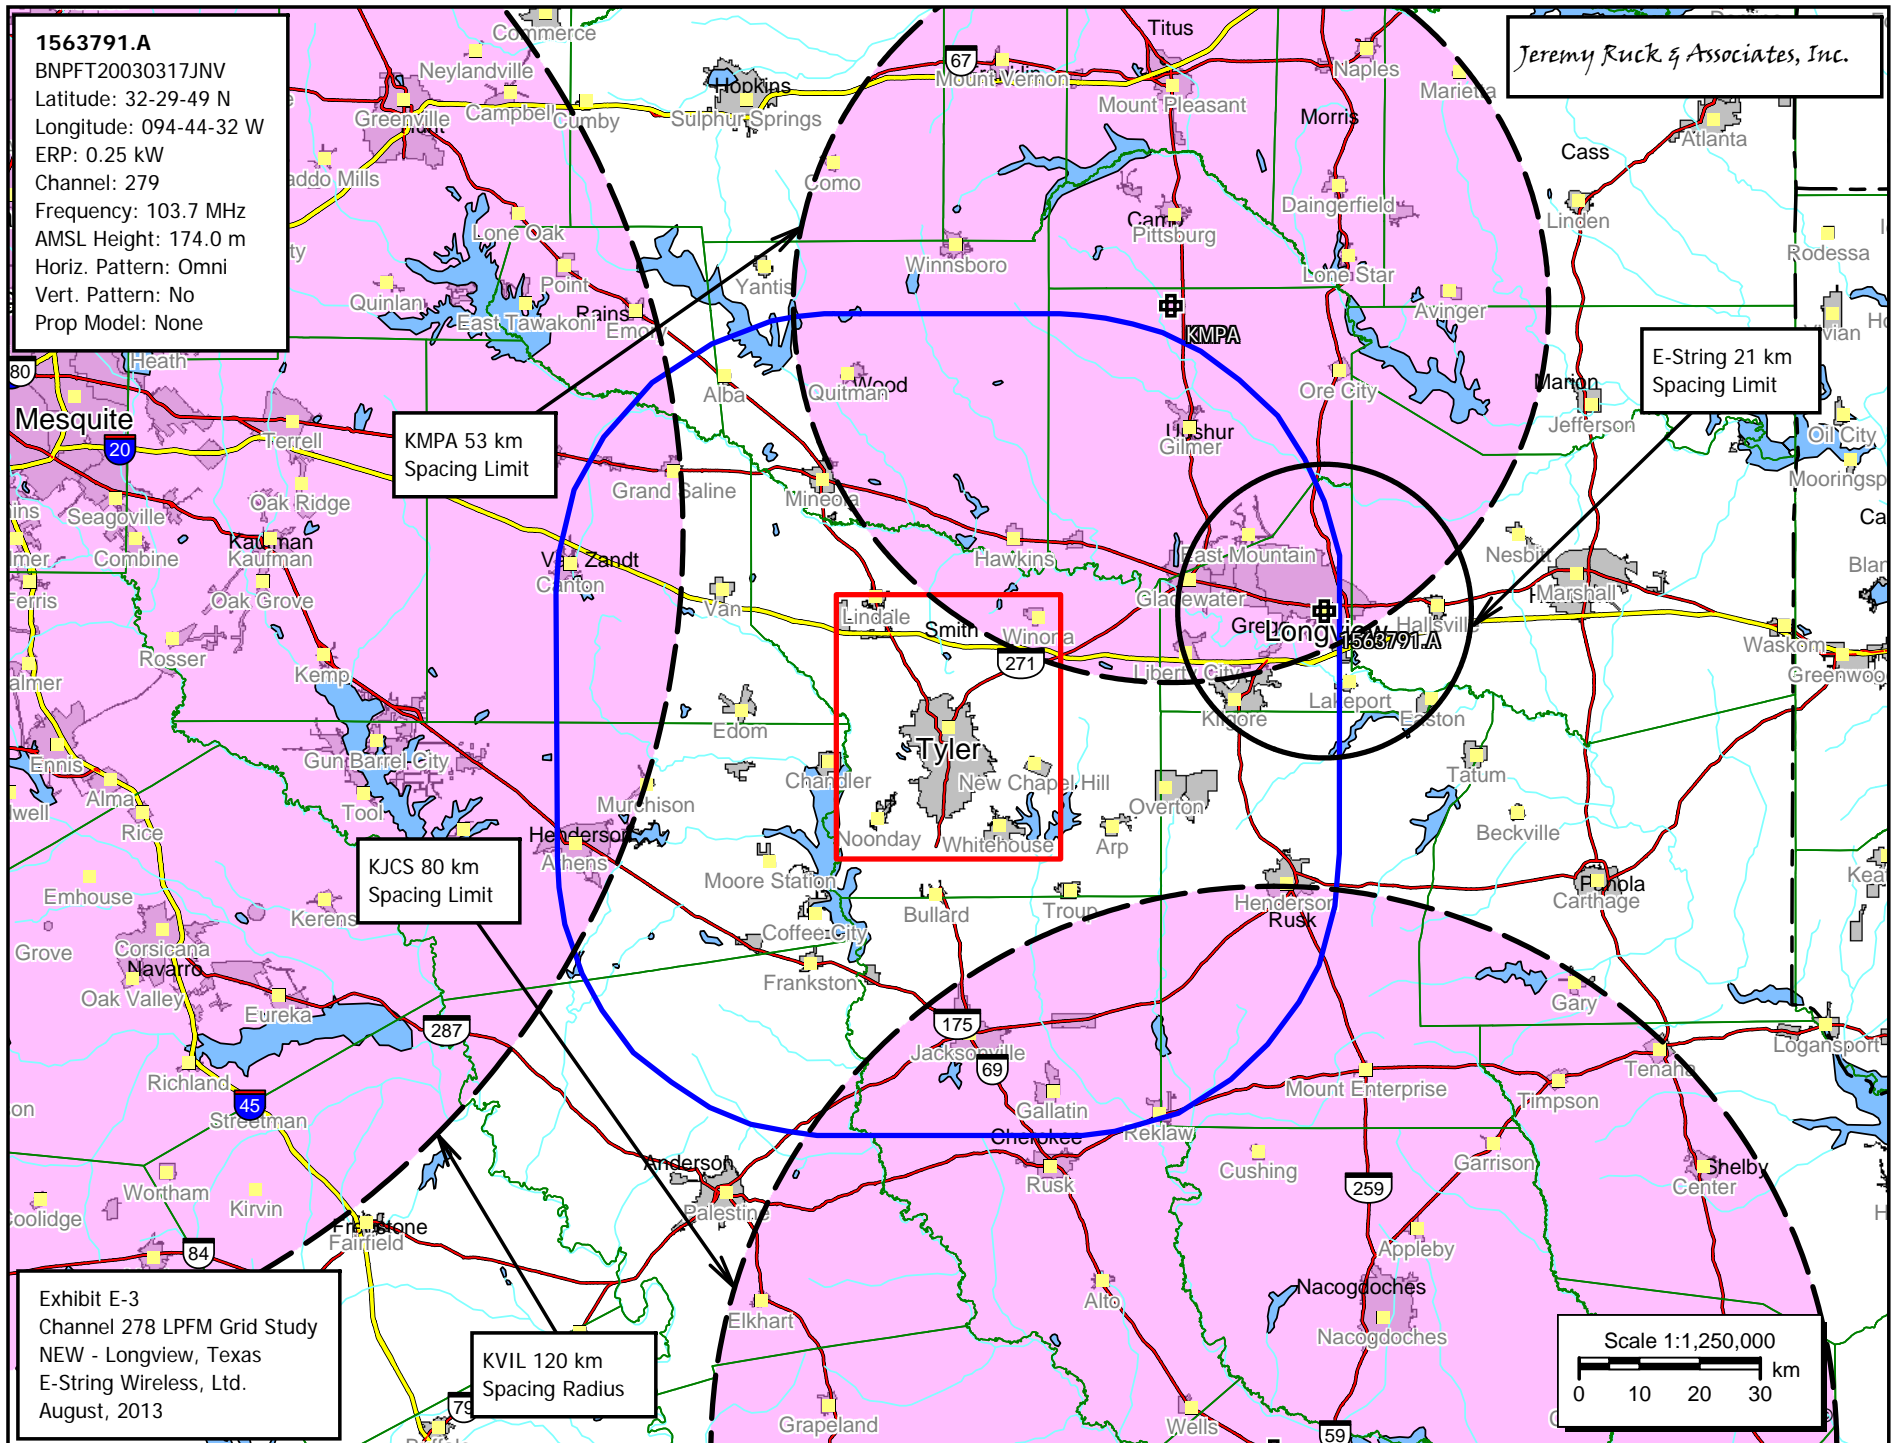 1563791.A
BNPFT20030317JNV
Latitude: 32-29-49 N
Longitude: 094-44-32 W
ERP: 0.25 kW
Channel: 279
Frequency: 103.7 MHz
AMSL Height: 174.0 m
Horiz. Pattern: Omni
Vert. Pattern: No
Prop Model: None
Jeremy Ruck & Associates, Inc.
Commerce
Neylandville
Greenville
Campbell
Cumby
Hopkins
Sulphur Springs
67
Mount Vernon
Titus
Mount Pleasant
Naples
Marietta
Morris
Cass
Atlanta
Como
Lone Oak
Daingerfield
Linden
Camp
Pittsburg
Winnsboro
Yantis
Point
Quinlan
East Tawakoni
Rains
Emory
Lone Star
Avinger
Rodessa
KMPA
Heath
80
Mesquite
20
Terrell
Alba
Quitman
Wood
Ore City
Marion
Jefferson
E-String 21 km
Spacing Limit
Oil City
KMPA 53 km
Spacing Limit
Upshur
Gilmer
Grand Saline
Mineola
Oak Ridge
Seagoville
Combine
Kaufman
Kaufman
Oak Grove
Canton
Van
Hawkins
East Mountain
Gladewater
Nesbitt
Marshall
Hallsville
Longview
1563791.A
Waskom
Rosser
Kemp
Lindale
Smith
Winona
271
Liberty City
Kilgore
Lakeport
Easton
Edom
Tyler
New Chapel Hill
Chandler
Noonday
Whitehouse
Arp
Overton
Tatum
Beckville
Ennis
Alma
Rice
Gun Barrel City
Tool
Murchison
Henderson
Athens
KJCS 80 km
Spacing Limit
Moore Station
Coffee City
Bullard
Troup
Henderson
Rusk
Carthage
Emhouse
Kerens
Grove
Corsicana
Navarro
Oak Valley
Eureka
Frankston
Gary
287
175
Jacksonville
69
Gallatin
Mount Enterprise
Timpson
Tenaha
Logansport
Richland
45
Streetman
Reklaw
Cherokee
Rusk
Cushing
Garrison
Shelby
Center
Anderson
Palestine
Wortham
Kirvin
Fairfield
84
259
Appleby
Nacogdoches
Nacogdoches
Alto
Elkhart
Grapeland
Wells
79
59
Exhibit E-3
Channel 278 LPFM Grid Study
NEW - Longview, Texas
E-String Wireless, Ltd.
August, 2013
KVIL 120 km
Spacing Radius
Scale 1:1,250,000
km
0 10 20 30